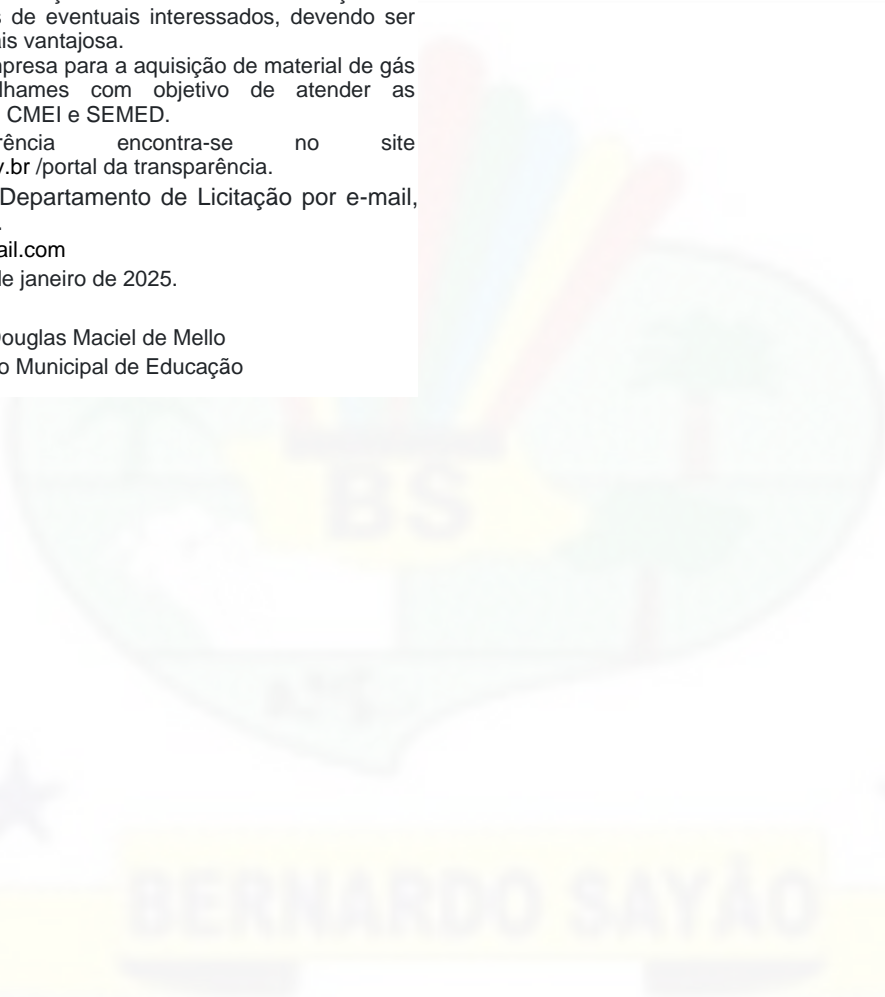 s de eventuais interessados, devendo ser
is vantajosa.
presa para a aquisição de material de gás
lhames com objetivo de atender as
CMEI e SEMED.
rência encontra-se no site
v.br /portal da transparência.
Departamento de Licitação por e-mail,
.
ail.com
de janeiro de 2025.
Douglas Maciel de Mello
o Municipal de Educação
BS
BERNARDO SAYÃO